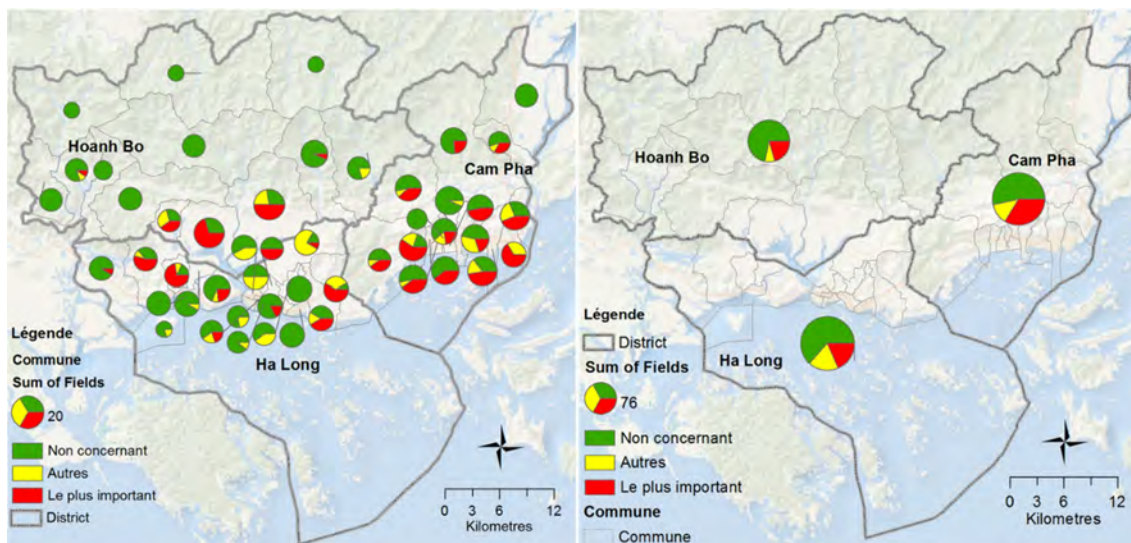 Hoanh Bo
Cam Pha
Ha Long
Légende
Commune
Sum of Fields
20
Non concernant
Autres
Le plus important
District
0 3 6 12
Kilometres
Hoanh Bo
Cam Pha
Ha Long
Légende
District
Sum of Fields
76
Non concernant
Autres
Le plus important
Commune
Commune
0 3 6 12
Kilometres